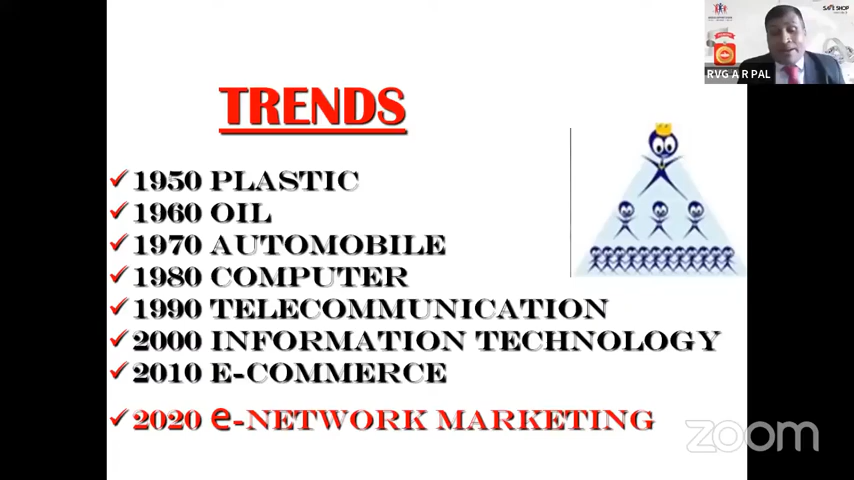 SAFE SHOP
RVG A R PAL
TRENDS
1950 PLASTIC
1960 OIL
1970 AUTOMOBILE
1980 COMPUTER
1990 TELECOMMUNICATION
2000 INFORMATION TECHNOLOGY
2010 E-COMMERCE
2020 e-NETWORK MARKETING
zoom